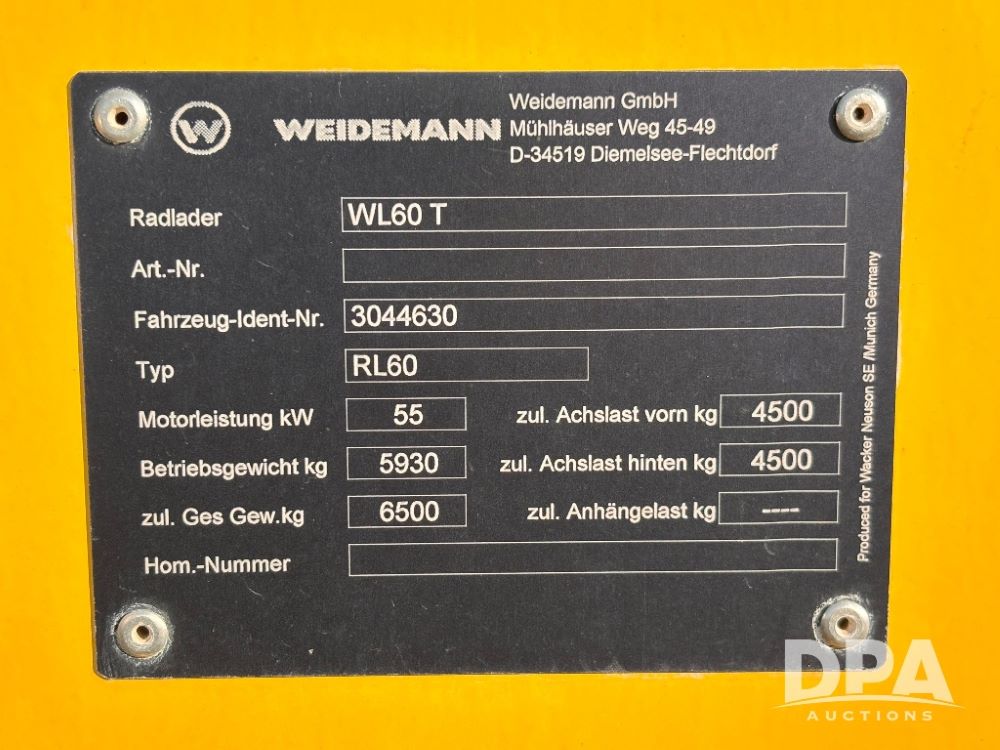 W WEIDEMANN
Weidemann GmbH
Mühlhäuser Weg 45-49
D-34519 Diemelsee-Flechtdorf
Radlader WL60 T
Art.-Nr.
Fahrzeug-Ident-Nr. 3044630
Typ RL60
Motorleistung kW 55 zul. Achslast vorn kg 4500
Betriebsgewicht kg 5930 zul. Achslast hinten kg 4500
zul. Ges Gew.kg 6500 zul. Anhängelast kg ----
Hom.-Nummer
Produced for Wacker Neuson SE /Munich Germany
DPA
AUCTIONS